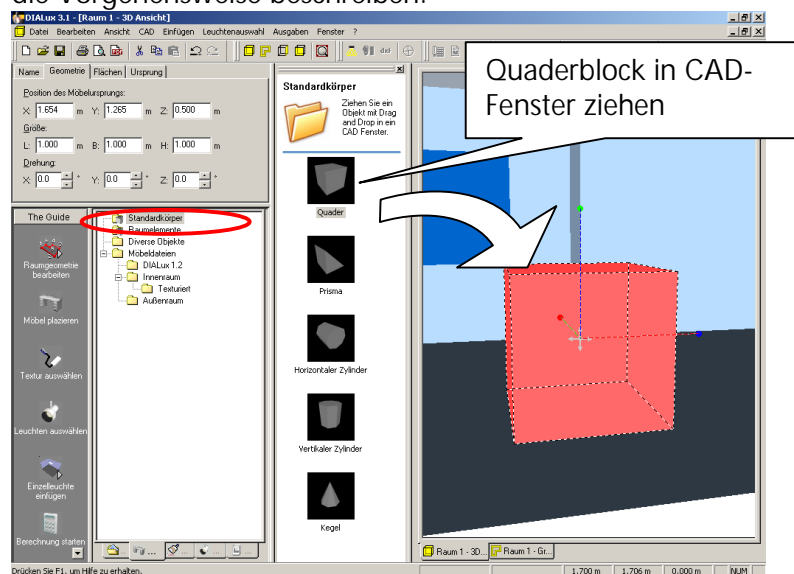 die Vorgehensweise beschreiben.
DIALux 3.1 - [Raum 1 - 3D Ansicht]
Datei Bearbeiten Ansicht CAD Einfügen Leuchtenauswahl Ausgaben Fenster ?
Name Geometrie Flächen Ursprung
Position des Möbelursprungs:
X: 1.654 m Y: 1.265 m Z: 0.500 m
Größe:
L: 1.000 m B: 1.000 m H: 1.000 m
Drehung:
X: 0.0 ° Y: 0.0 ° Z: 0.0 °
The Guide
Raumgeometrie
bearbeiten
Möbel plazieren
Textur auswählen
Leuchten auswählen
Einzelleuchte
einfügen
Berechnung starten
Standardkörper
Raumelemente
Diverse Objekte
Möbeldateien
DIALux 1.2
Innenraum
Texturiert
Außenraum
Standardkörper
Ziehen Sie ein
Objekt mit Drag
and Drop in ein
CAD Fenster.
Quader
Prisma
Horizontaler Zylinder
Vertikaler Zylinder
Kegel
Quaderblock in CAD-
Fenster ziehen
Raum 1 - 3D... Raum 1 - Gr...
Drücken Sie F1, um Hilfe zu erhalten. 1.700 m 1.706 m 0.000 m NUM